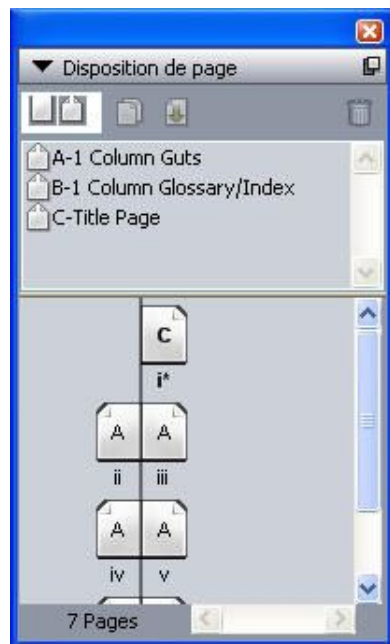 Disposition de page
A-1 Column Guts
B-1 Column Glossary/Index
C-Title Page
C
i*
A A
ii iii
A A
iv v
7 Pages